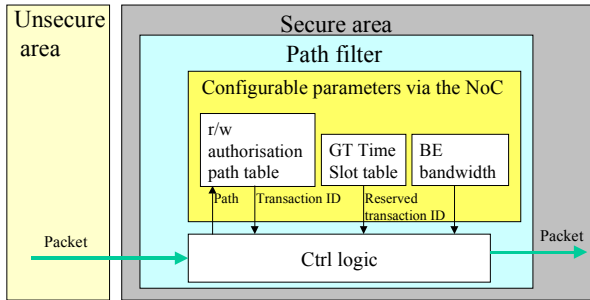 Unsecure
area
Secure area
Path filter
Configurable parameters via the NoC
r/w
authorisation
path table
GT Time
Slot table
BE
bandwidth
Path
Transaction ID
Reserved
transaction ID
Packet
Ctrl logic
Packet